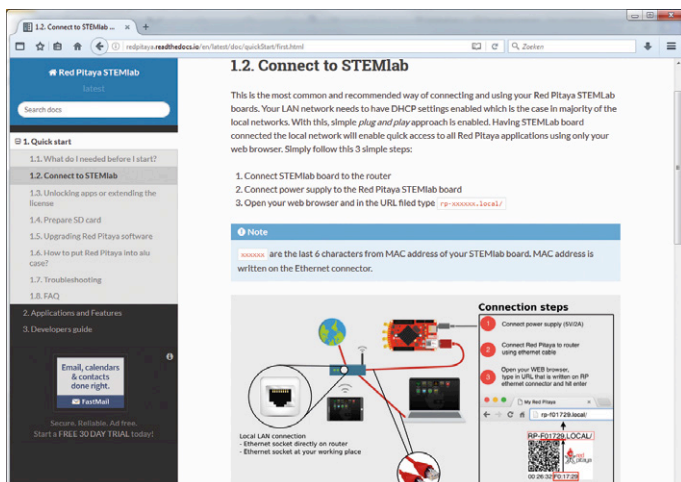 1.2. Connect to STEMlab ...
redpitaya.readthedocs.io/en/latest/doc/quickStart/first.html
Zoeken
Red Pitaya STEMlab
latest
Search docs
1. Quick start
1.1. What do I needed before I start?
1.2. Connect to STEMlab
1.3. Unlocking apps or extending the
license
1.4. Prepare SD card
1.5. Upgrading Red Pitaya software
1.6. How to put Red Pitaya into alu
case?
1.7. Troubleshooting
1.8. FAQ
2. Applications and Features
3. Developers guide
Email, calendars
& contacts
done right.
FastMail
Secure. Reliable. Ad free.
Start a FREE 30 DAY TRIAL today!
1.2. Connect to STEMlab
This is the most common and recommended way of connecting and using your Red Pitaya STEMLab
boards. Your LAN network needs to have DHCP settings enabled which is the case in majority of the
local networks. With this, simple plug and play approach is enabled. Having STEMLab board
connected the local network will enable quick access to all Red Pitaya applications using only your
web browser. Simply follow this 3 simple steps:
1. Connect STEMlab board to the router
2. Connect power supply to the Red Pitaya STEMlab board
3. Open your web browser and in the URL filed type rp-xxxxxx.local/
Note
xxxxxx are the last 6 characters from MAC address of your STEMlab board. MAC address is
written on the Ethernet connector.
Local LAN connection
- Ethernet socket directly on router
- Ethernet socket at your working place
Connection steps
1 Connect power supply (5V/2A)
2 Connect Red Pitaya to router
using ethernet cable
3 Open your WEB browser,
type in URL that is written on RP
ethernet connector and hit enter
My Red Pitaya
rp-f01729.local/
RP-F01729.LOCAL/
red pitaya
00:26:32:F0:17:29